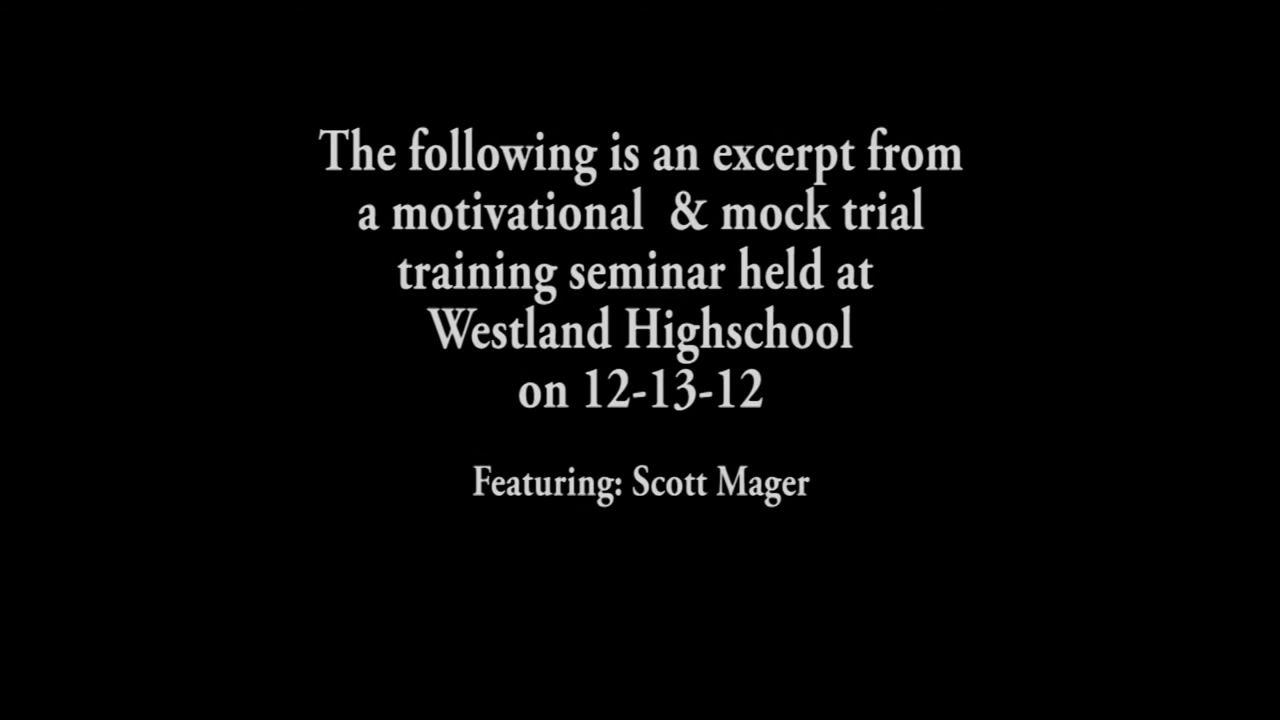 The following is an excerpt from
a motivational & mock trial
training seminar held at
Westland Highschool
on 12-13-12
Featuring: Scott Mager